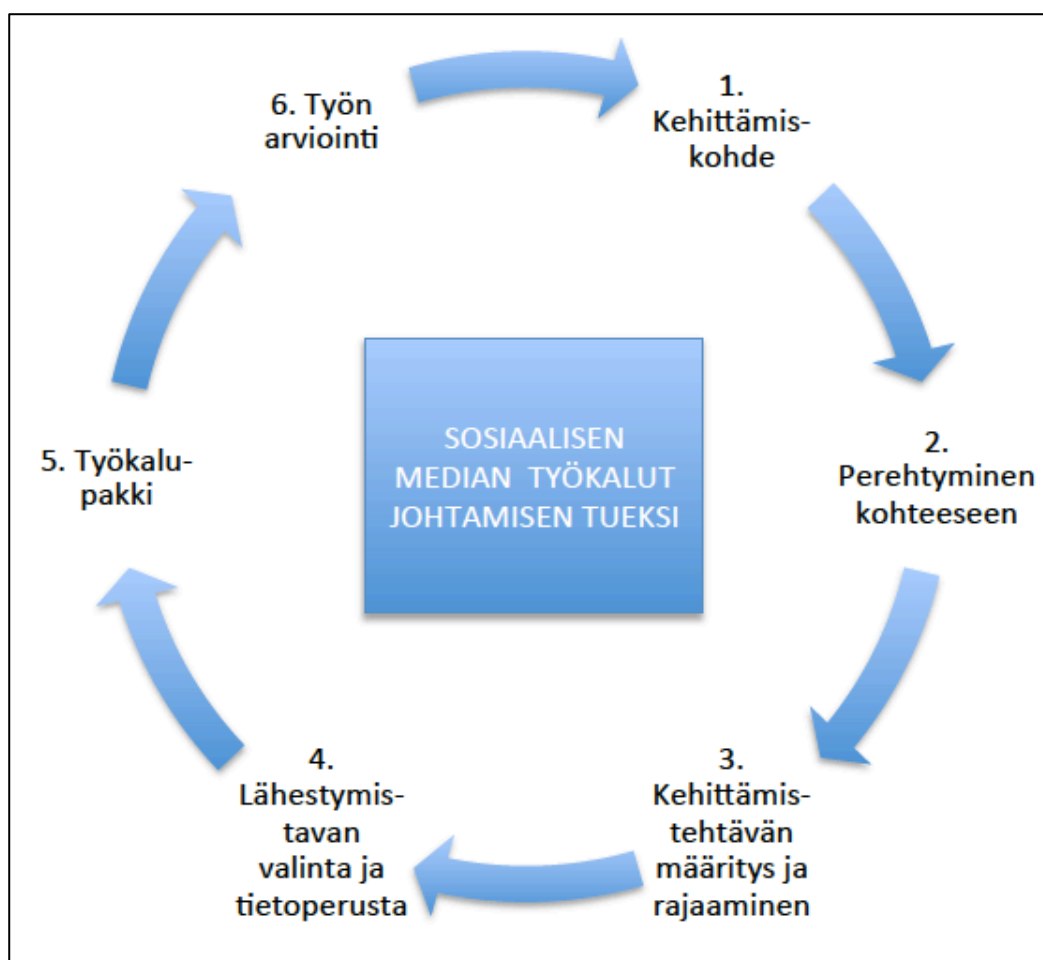 1.
Kehittämis-
kohde
2.
Perehtyminen
kohteeseen
3.
Kehittämis-
tehtävän
määritys ja
rajaaminen
4.
Lähestymis-
tavan
valinta ja
tietoperusta
5. Työkalu-
pakki
6. Työn
arviointi
SOSIAALISEN
MEDIAN TYÖKALUT
JOHTAMISEN TUEKSI